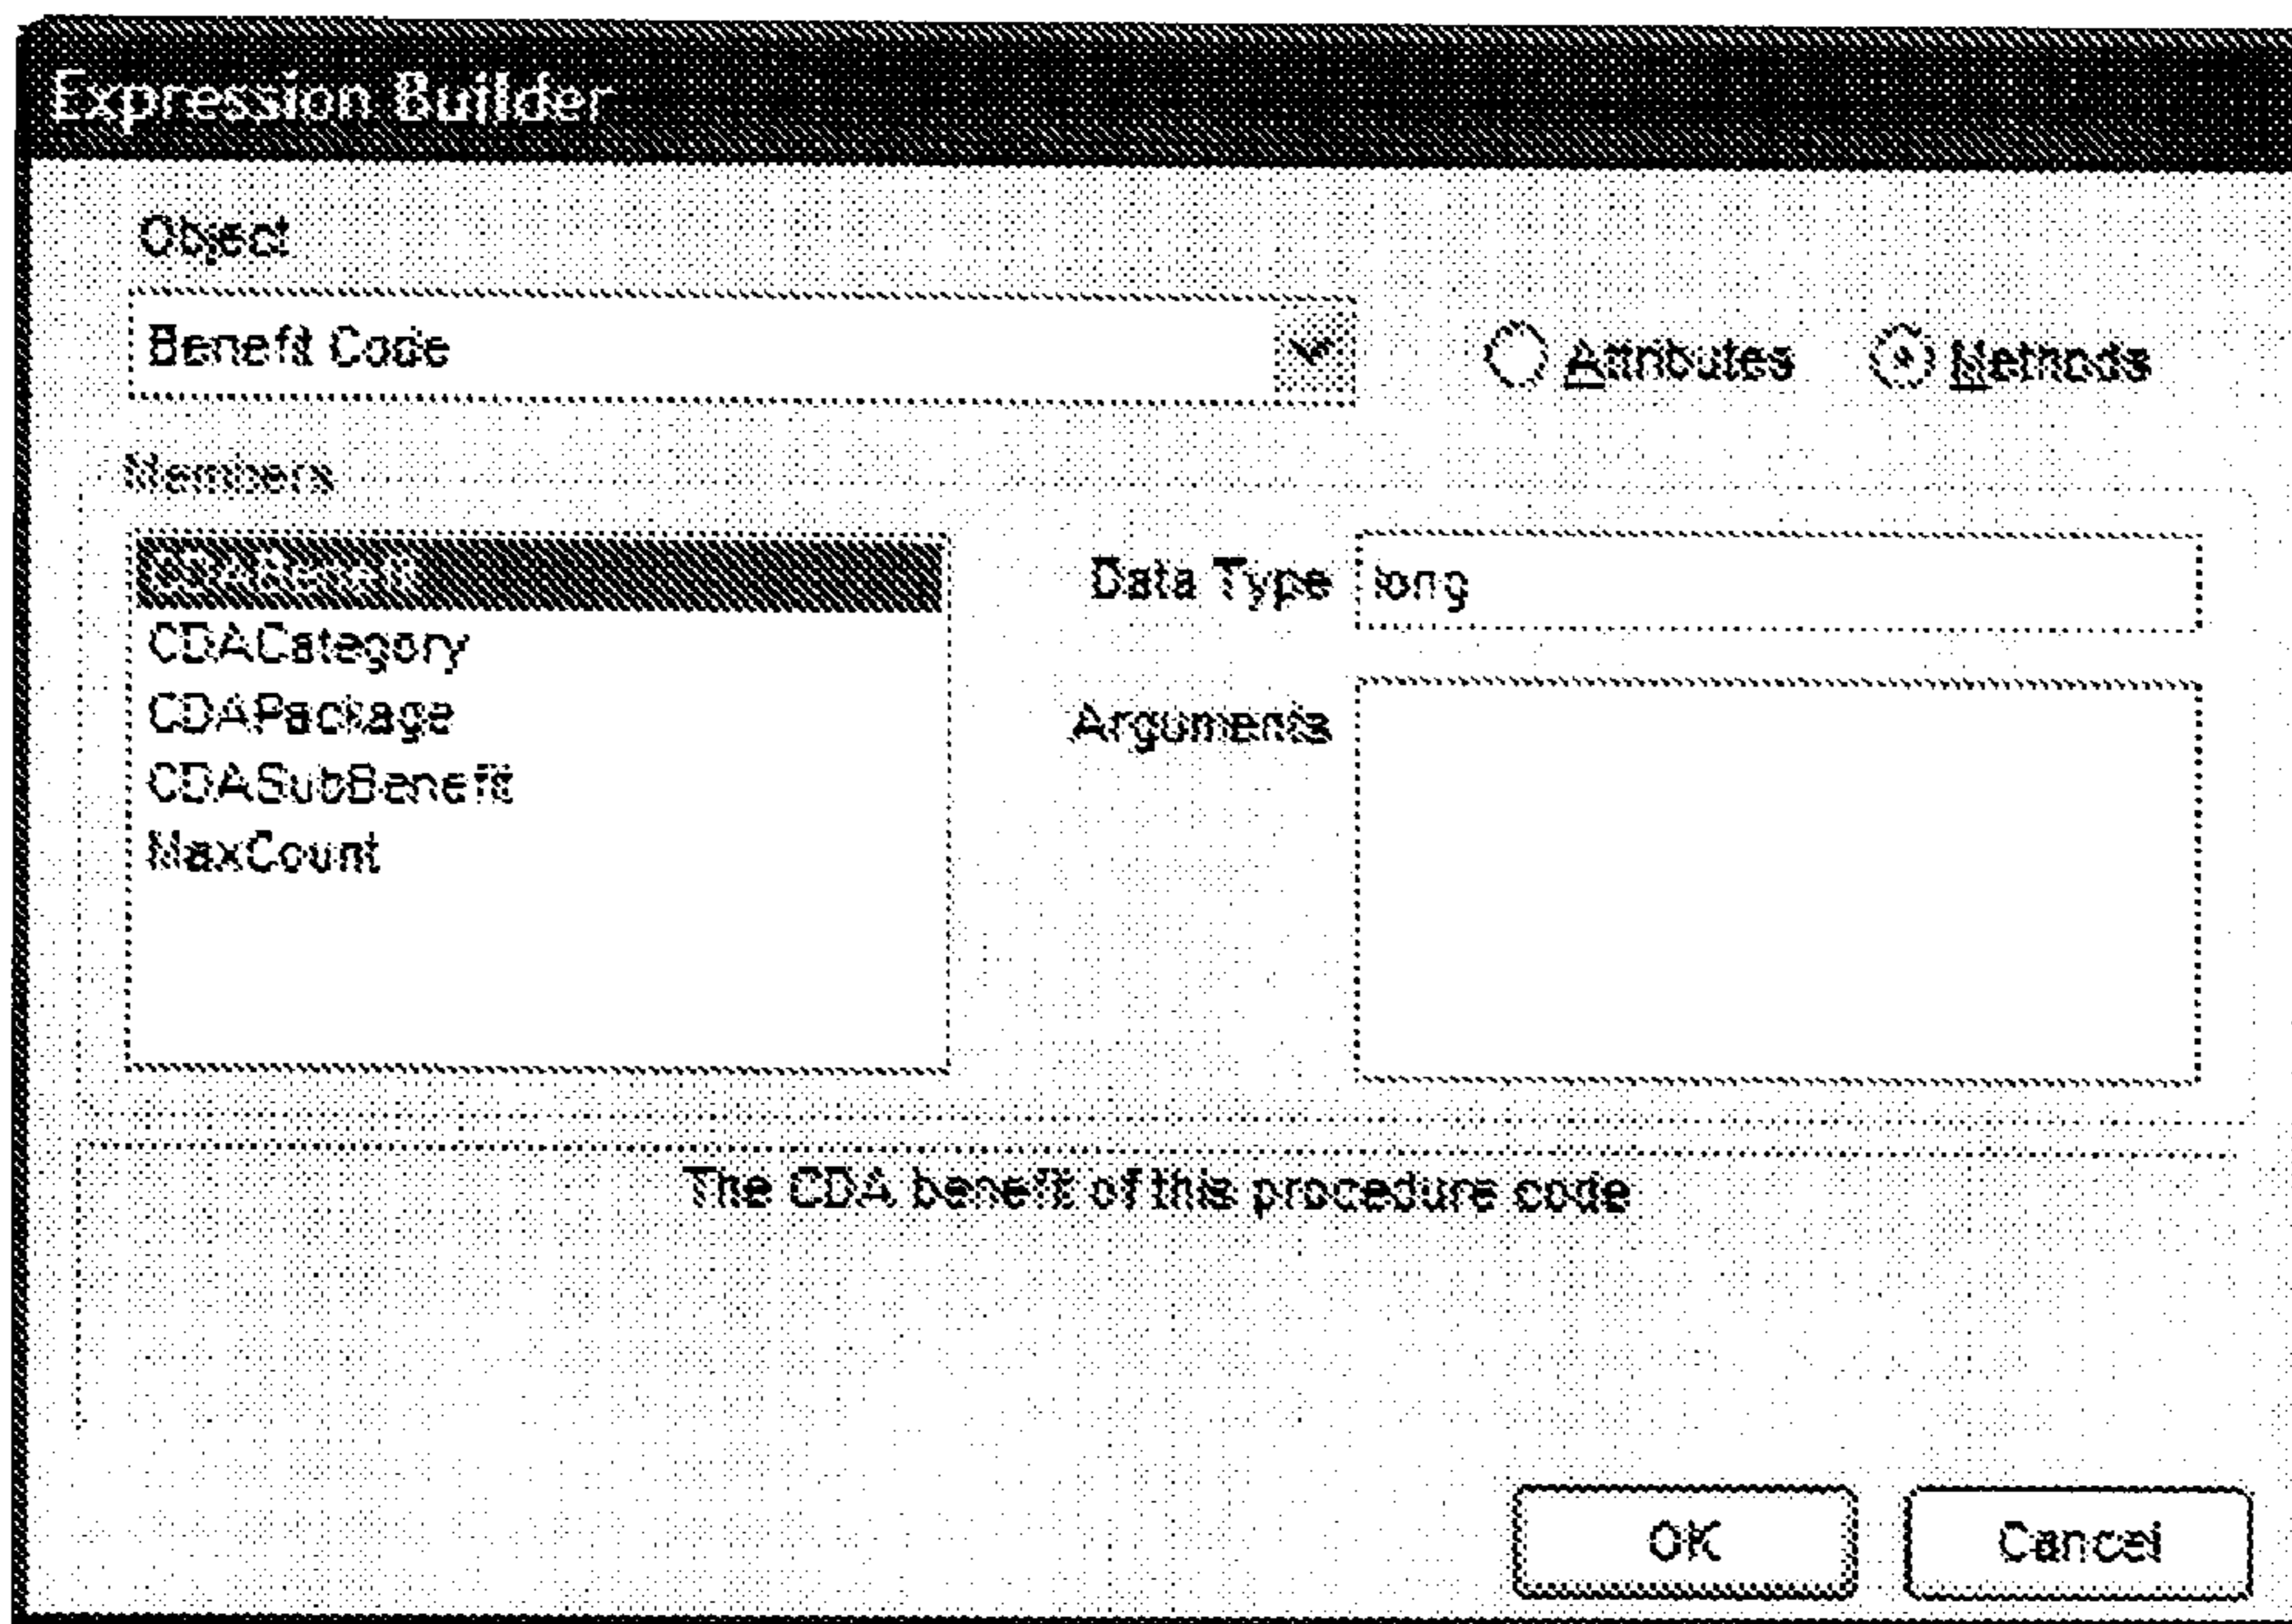 Expression Builder
Object
Benefit Code
Attributes Methods
Members
CDABenefit
Data Type long
CDACategory
CDAPackage
Arguments
CDASubBenefit
MaxCount
The CDA benefit of this procedure code
OK Cancel